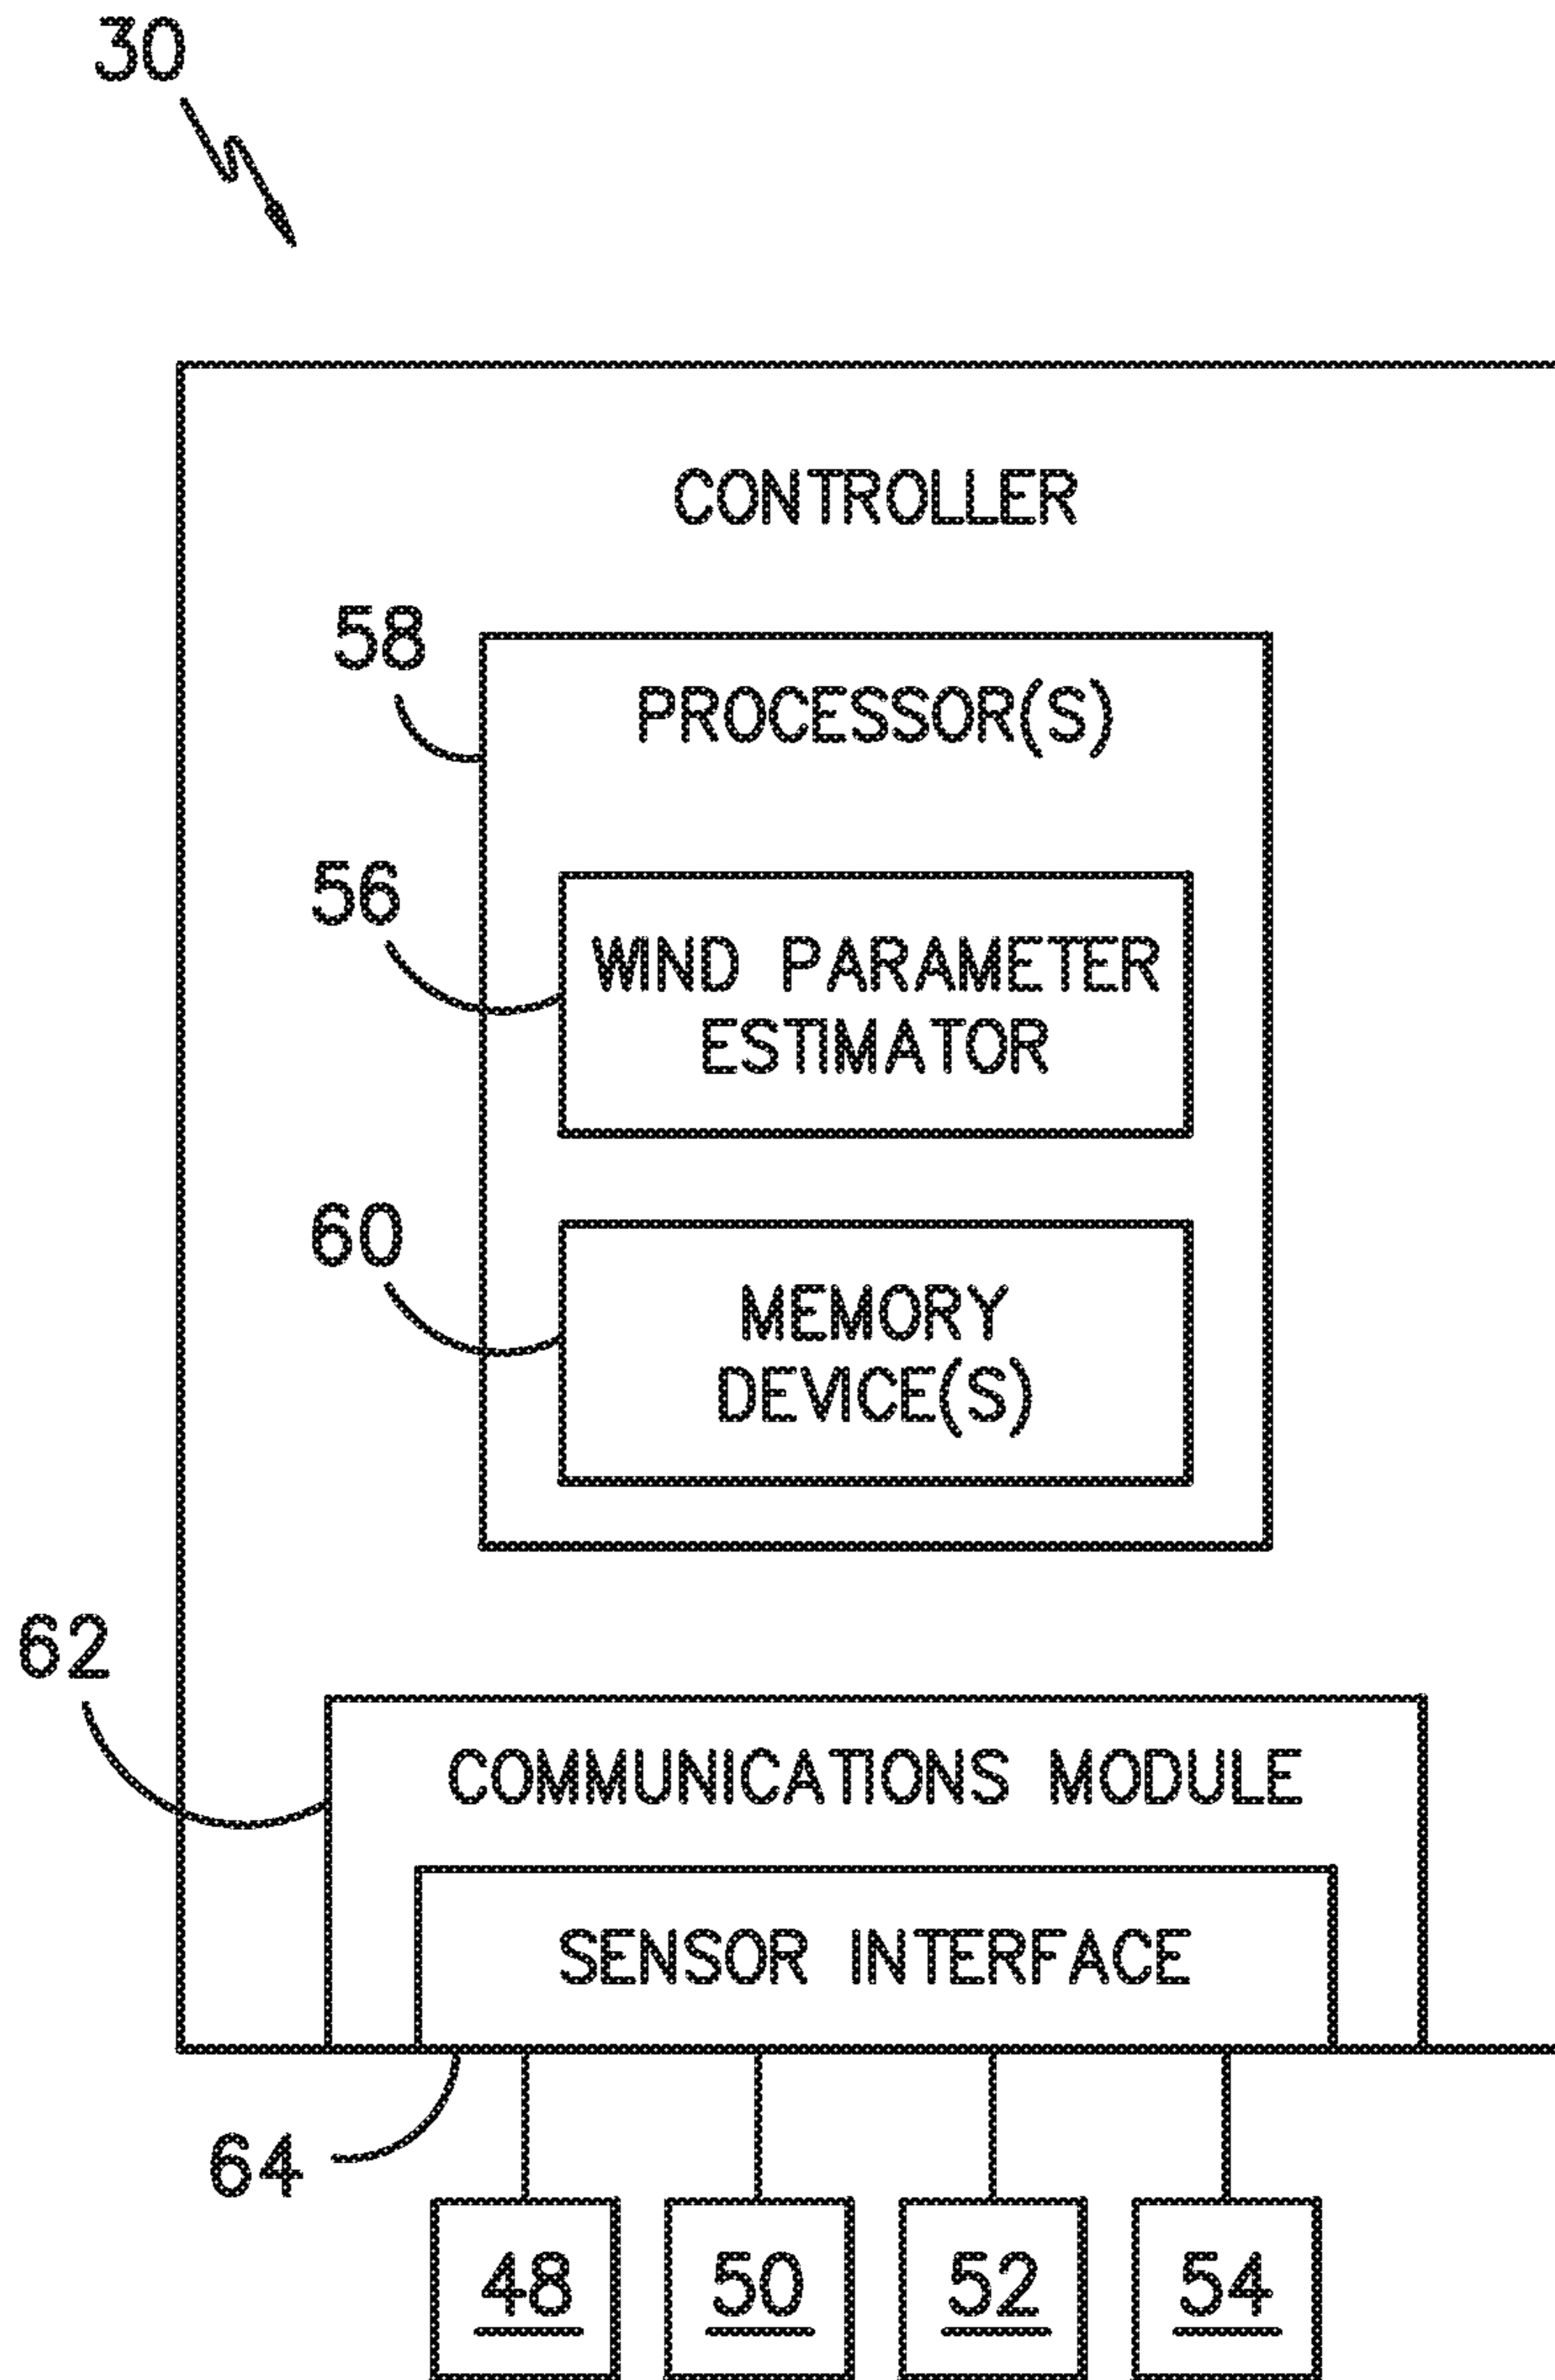 30
CONTROLLER
58
PROCESSOR(S)
56
WIND PARAMETER
ESTIMATOR
60
MEMORY
DEVICE(S)
62
COMMUNICATIONS MODULE
SENSOR INTERFACE
64
48 50 52 54